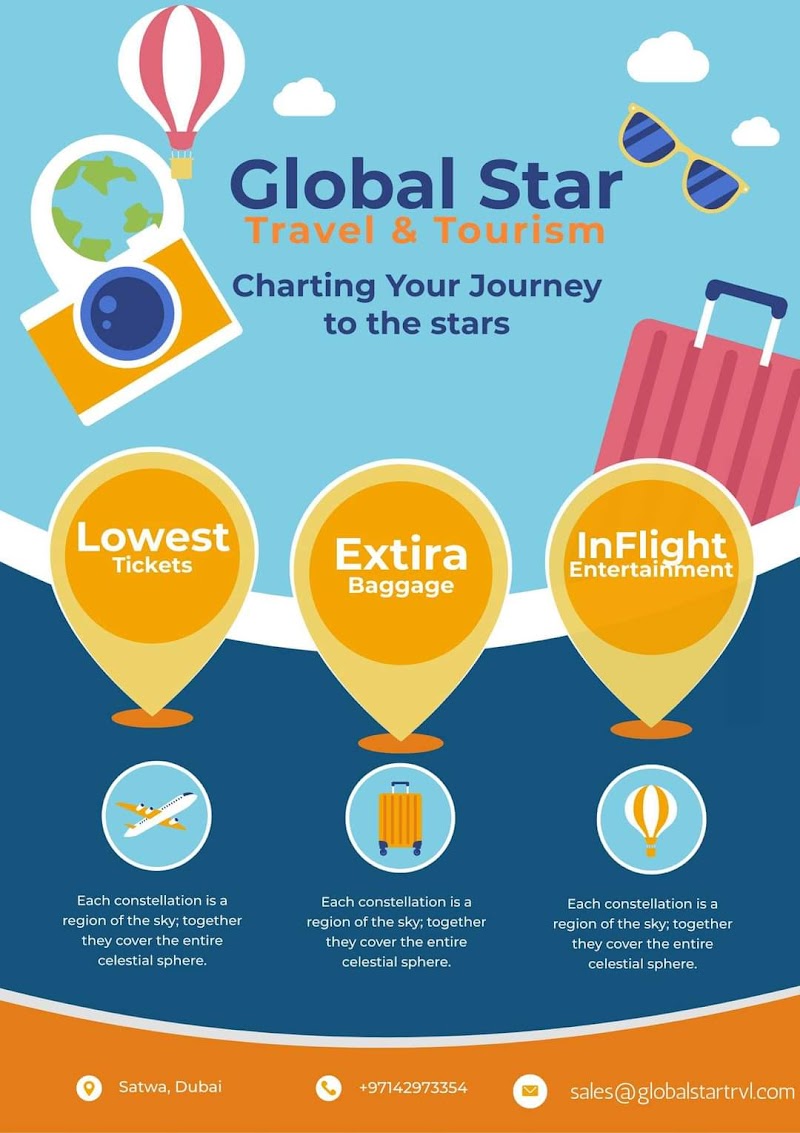 Global Star
Travel & Tourism
Charting Your Journey
to the stars
Lowest
Tickets
Extira
Baggage
InFlight
Entertainment
Each constellation is a
region of the sky; together
they cover the entire
celestial sphere.
Each constellation is a
region of the sky; together
they cover the entire
celestial sphere.
Each constellation is a
region of the sky; together
they cover the entire
celestial sphere.
Satwa, Dubai
+97142973354
sales@globalstartrvl.com